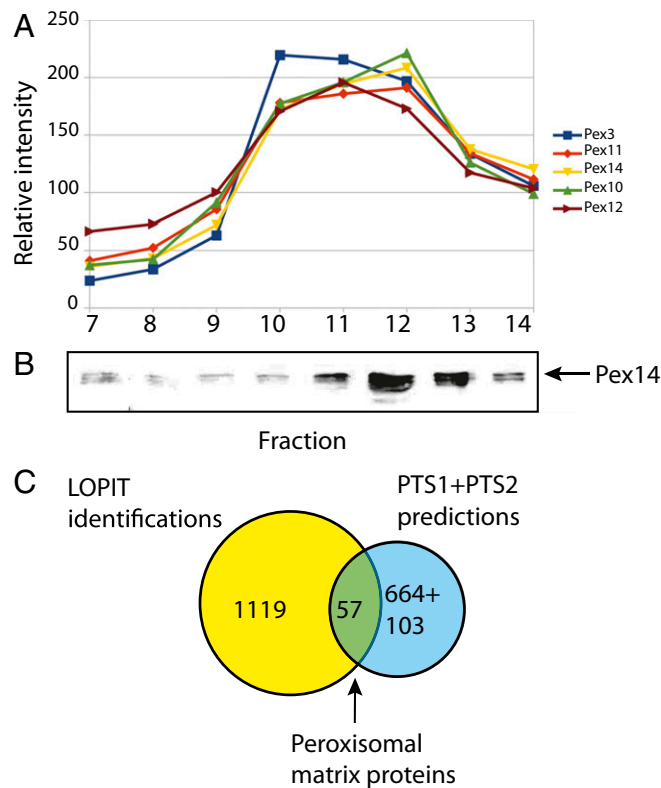 A
250
200
150
100
50
0
Relative intensity
7 8 9 10 11 12 13 14
Pex3
Pex11
Pex14
Pex10
Pex12
B
Pex14
Fraction
C
LOPIT
identifications
PTS1+PTS2
predictions
1119
57
664+
103
Peroxisomal
matrix proteins